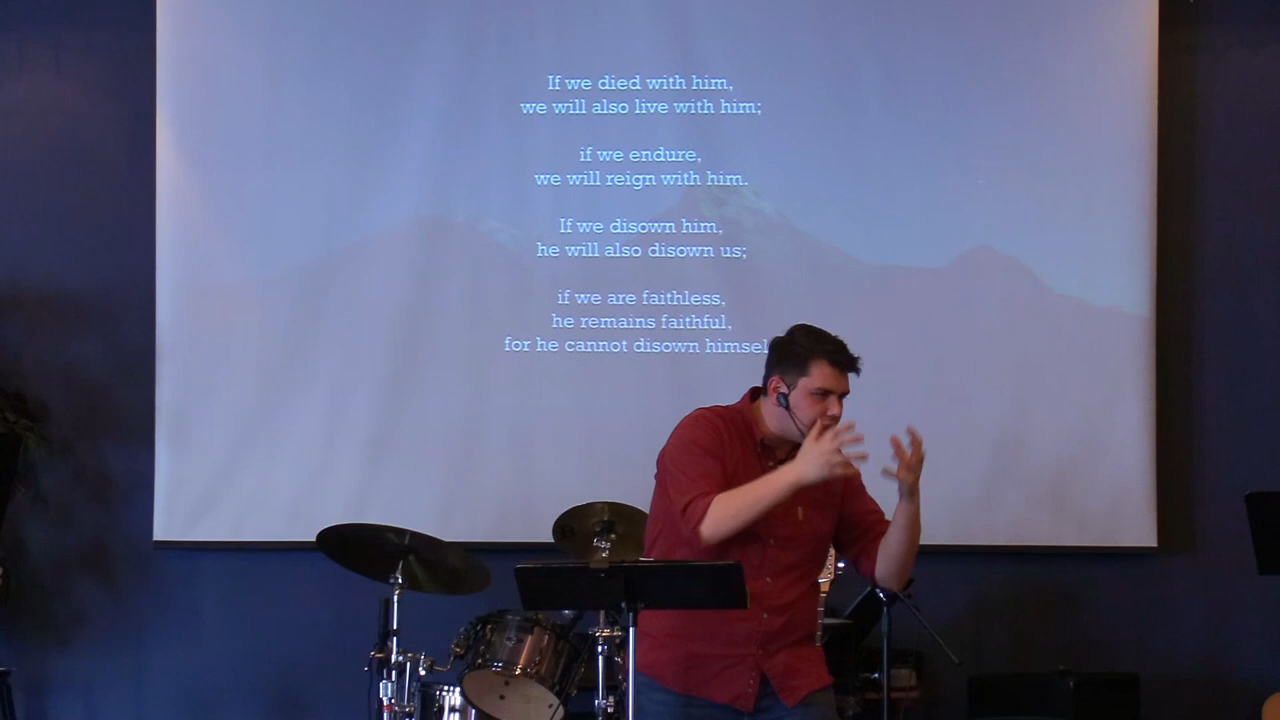 If we died with him,
we will also live with him;
if we endure,
we will reign with him.
If we disown him,
he will also disown us;
if we are faithless,
he remains faithful,
for he cannot disown himsel